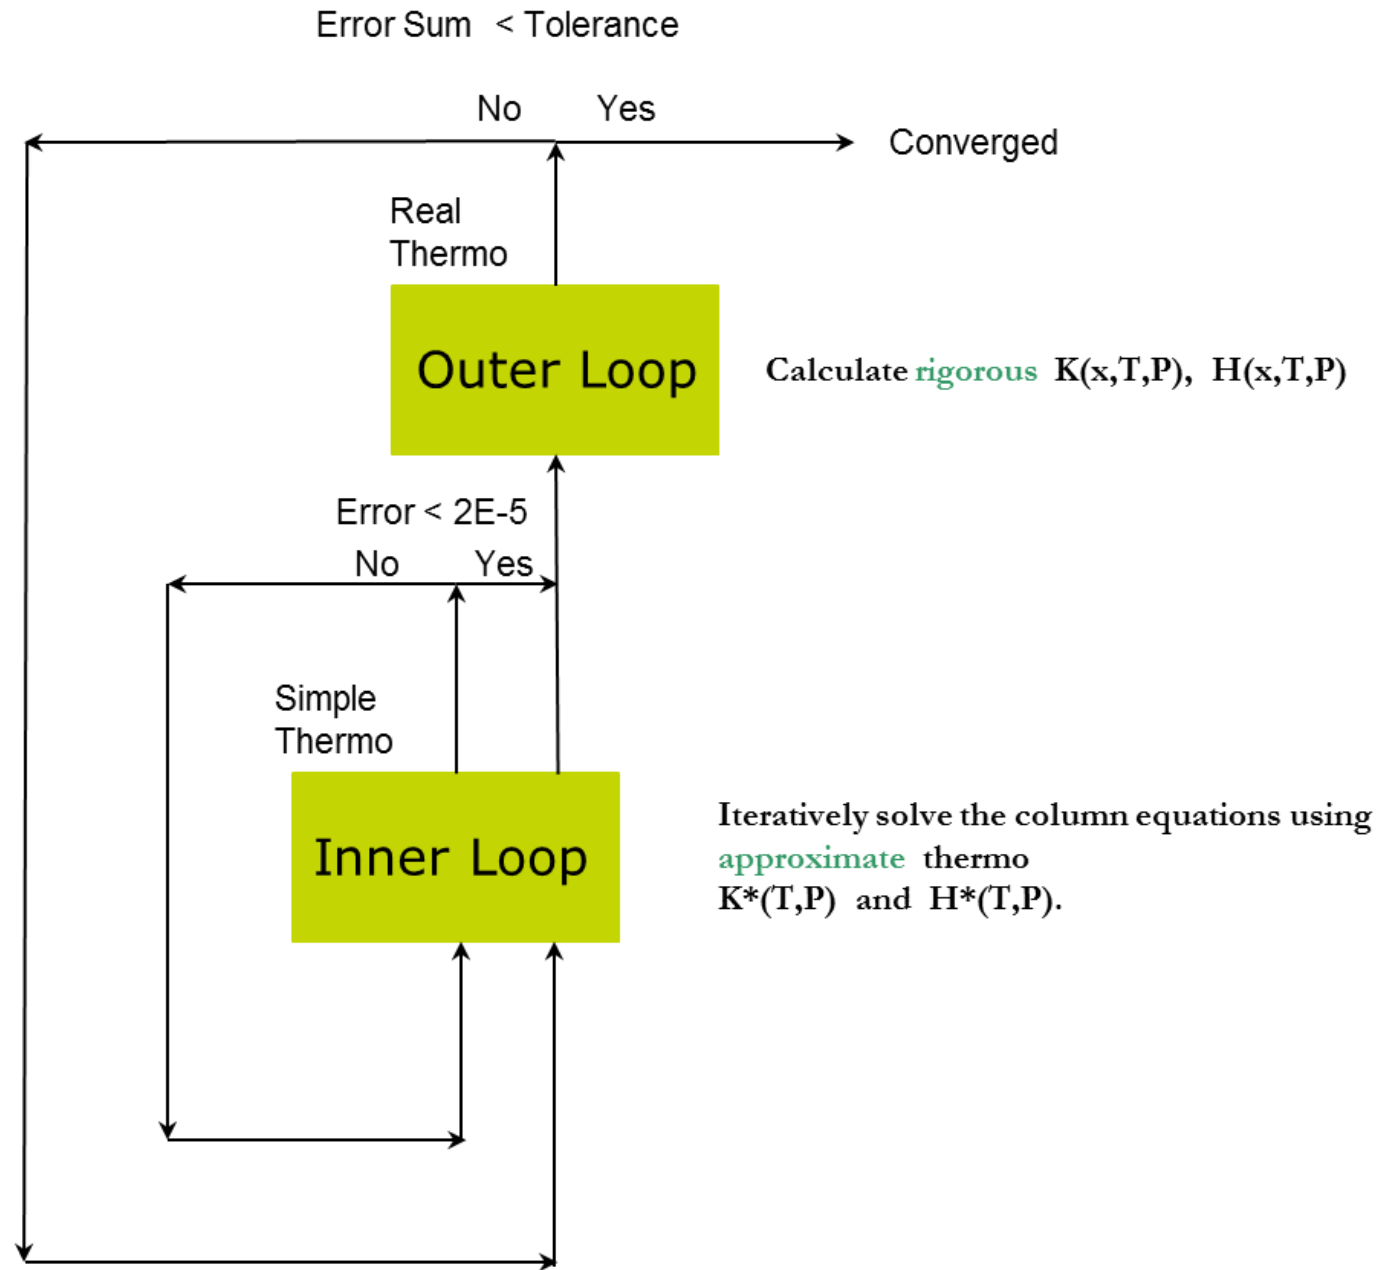 Error Sum < Tolerance
No Yes
Converged
Real
Thermo
Outer Loop
Calculate rigorous K(x,T,P), H(x,T,P)
Error < 2E-5
No Yes
Simple
Thermo
Inner Loop
Iteratively solve the column equations using
approximate thermo
K*(T,P) and H*(T,P).